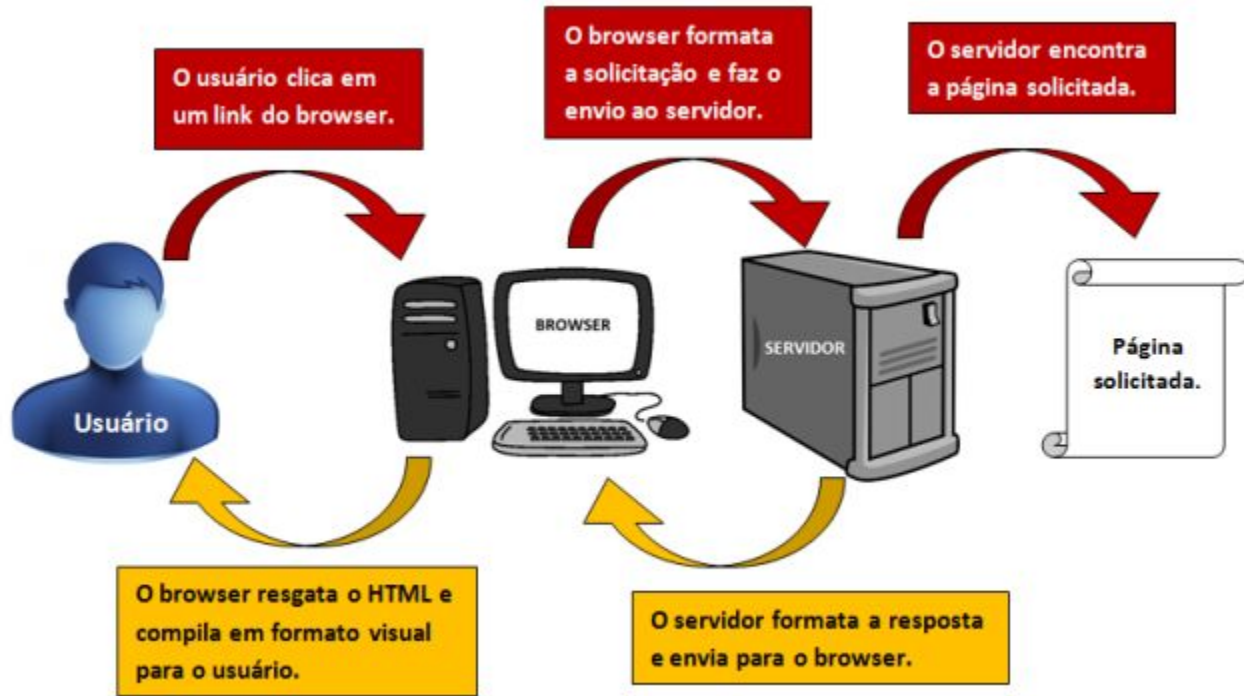 O usuário clica em
um link do browser.
O browser formata
a solicitação e faz o
envio ao servidor.
O servidor encontra
a página solicitada.
Usuário
BROWSER
SERVIDOR
Página
solicitada.
O browser resgata o HTML e
compila em formato visual
para o usuário.
O servidor formata a resposta
e envia para o browser.